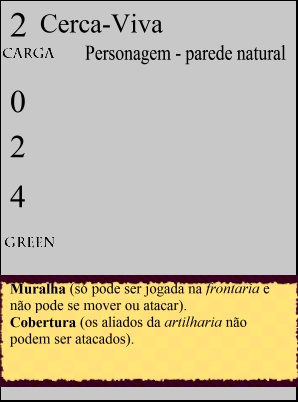 2 Cerca-Viva
CARGA Personagem - parede natural
0
2
4
GREEN
Muralha (só pode ser jogada na frontaria e
não pode se mover ou atacar).
Cobertura (os aliados da artilharia não
podem ser atacados).